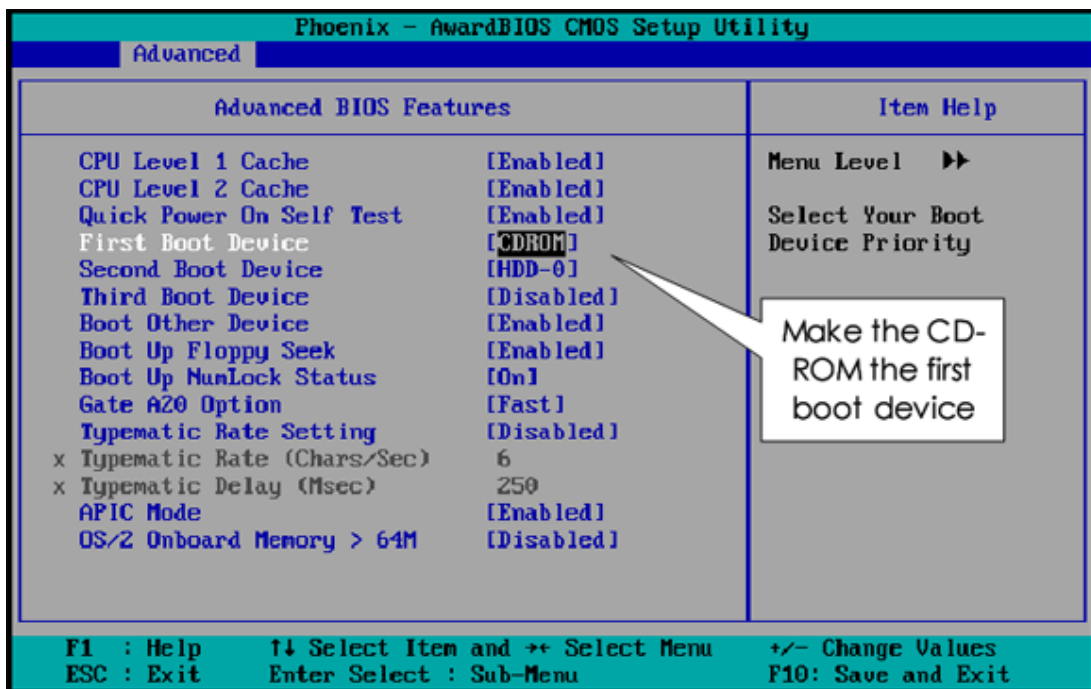 Phoenix - AwardBIOS CMOS Setup Utility
Advanced
Advanced BIOS Features
Item Help
CPU Level 1 Cache [Enabled]
CPU Level 2 Cache [Enabled]
Quick Power On Self Test [Enabled]
First Boot Device [CDROM]
Second Boot Device [HDD-0]
Third Boot Device [Disabled]
Boot Other Device [Enabled]
Boot Up Floppy Seek [Enabled]
Boot Up NumLock Status [On]
Gate A20 Option [Fast]
Typematic Rate Setting [Disabled]
x Typematic Rate (Chars/Sec) 6
x Typematic Delay (Msec) 250
APIC Mode [Enabled]
OS/2 Onboard Memory > 64M [Disabled]
Menu Level ▶▶
Select Your Boot
Device Priority
Make the CD-
ROM the first
boot device
F1 : Help ↑↓ Select Item and →← Select Menu +/- Change Values
ESC : Exit Enter Select : Sub-Menu F10: Save and Exit